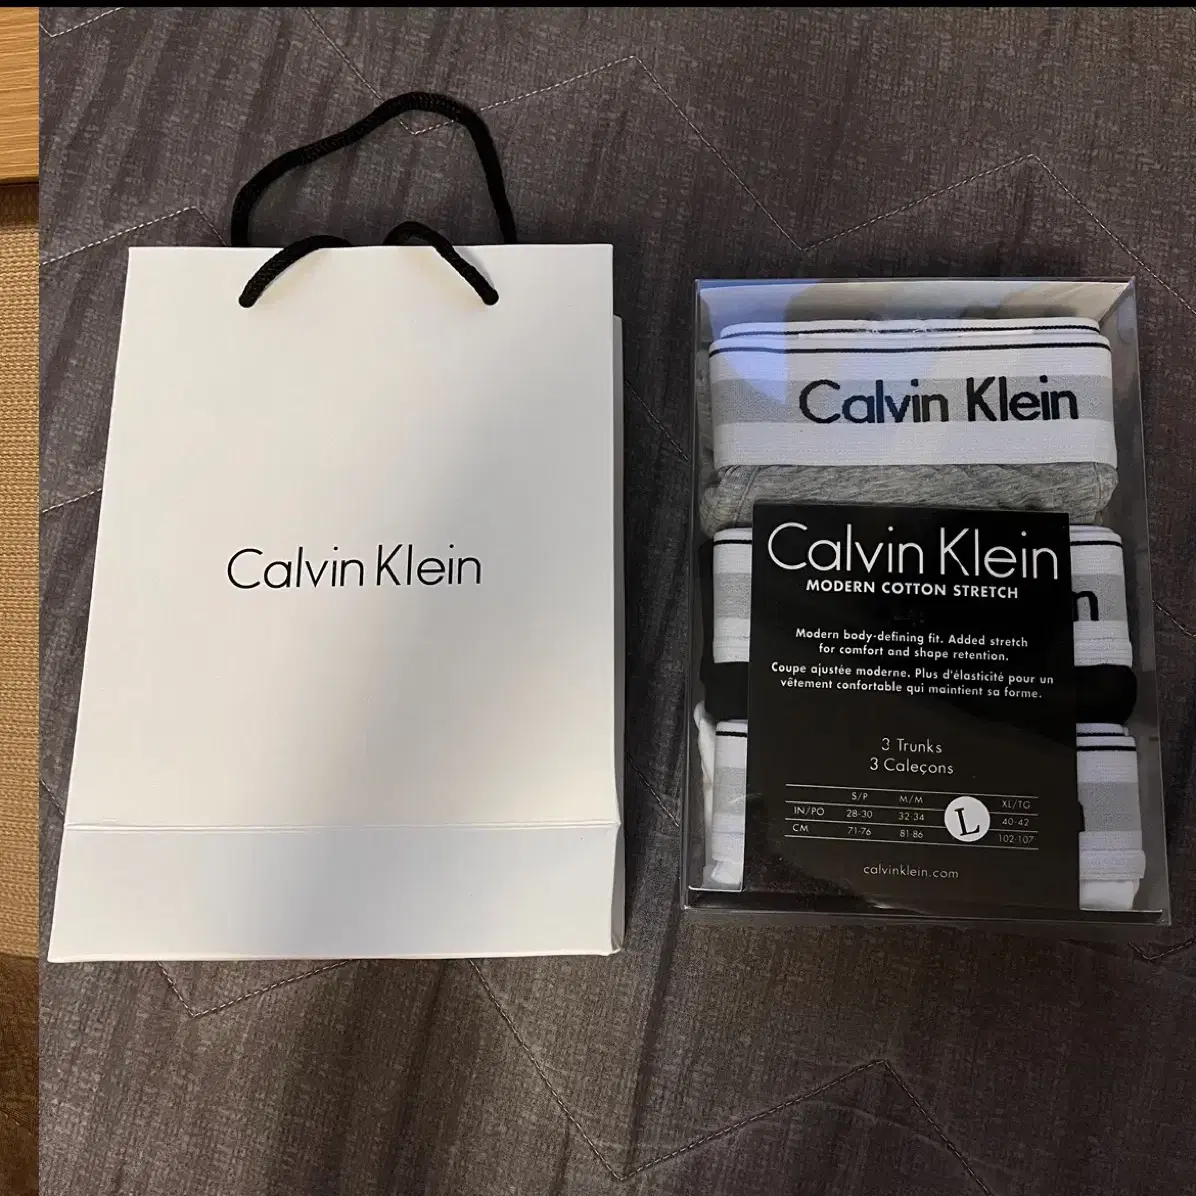 Calvin Klein
Calvin Klein
Calvin Klein
MODERN COTTON STRETCH
n
Modern body-defining fit. Added stretch
for comfort and shape retention.
Coupe ajustée moderne. Plus d'élasticité pour un
vêtement confortable qui maintient sa forme.
3 Trunks
3 Caleçons
S/P M/M XL/TG
IN/PO 28-30 32-34 L 40-42
CM 71-76 81-86 102-107
calvinklein.com